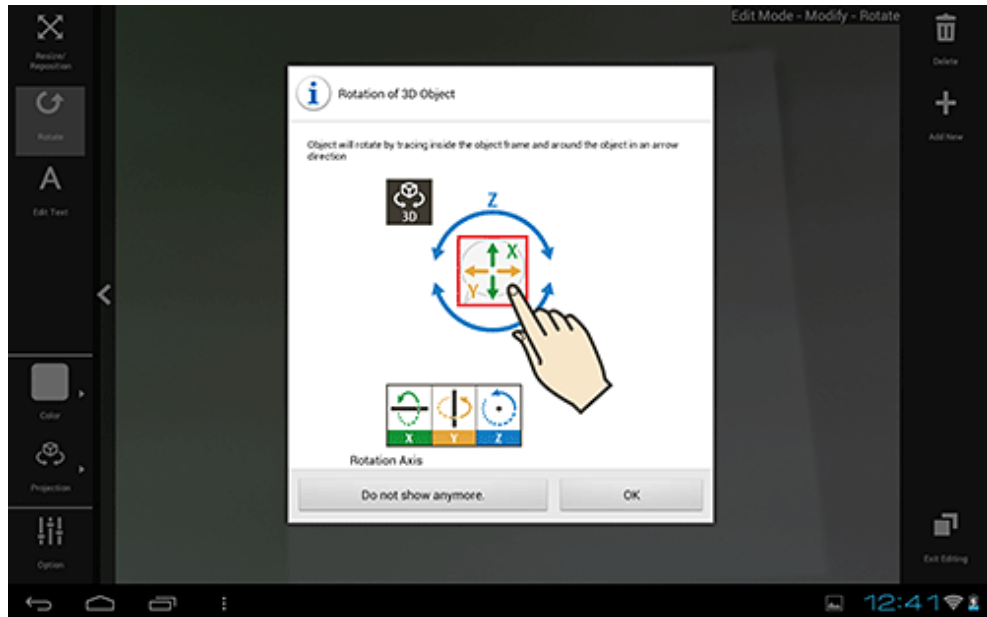 Edit Mode - Modify - Rotate
Resize/
Reposition
Rotate
Edit Text
Color
Projection
Option
Rotation of 3D Object
Object will rotate by tracing inside the object frame and around the object in an arrow
direction
3D
Z
X
Y
X Y Z
Rotation Axis
Do not show anymore.
OK
Delete
Add New
Exit Editing
12:41